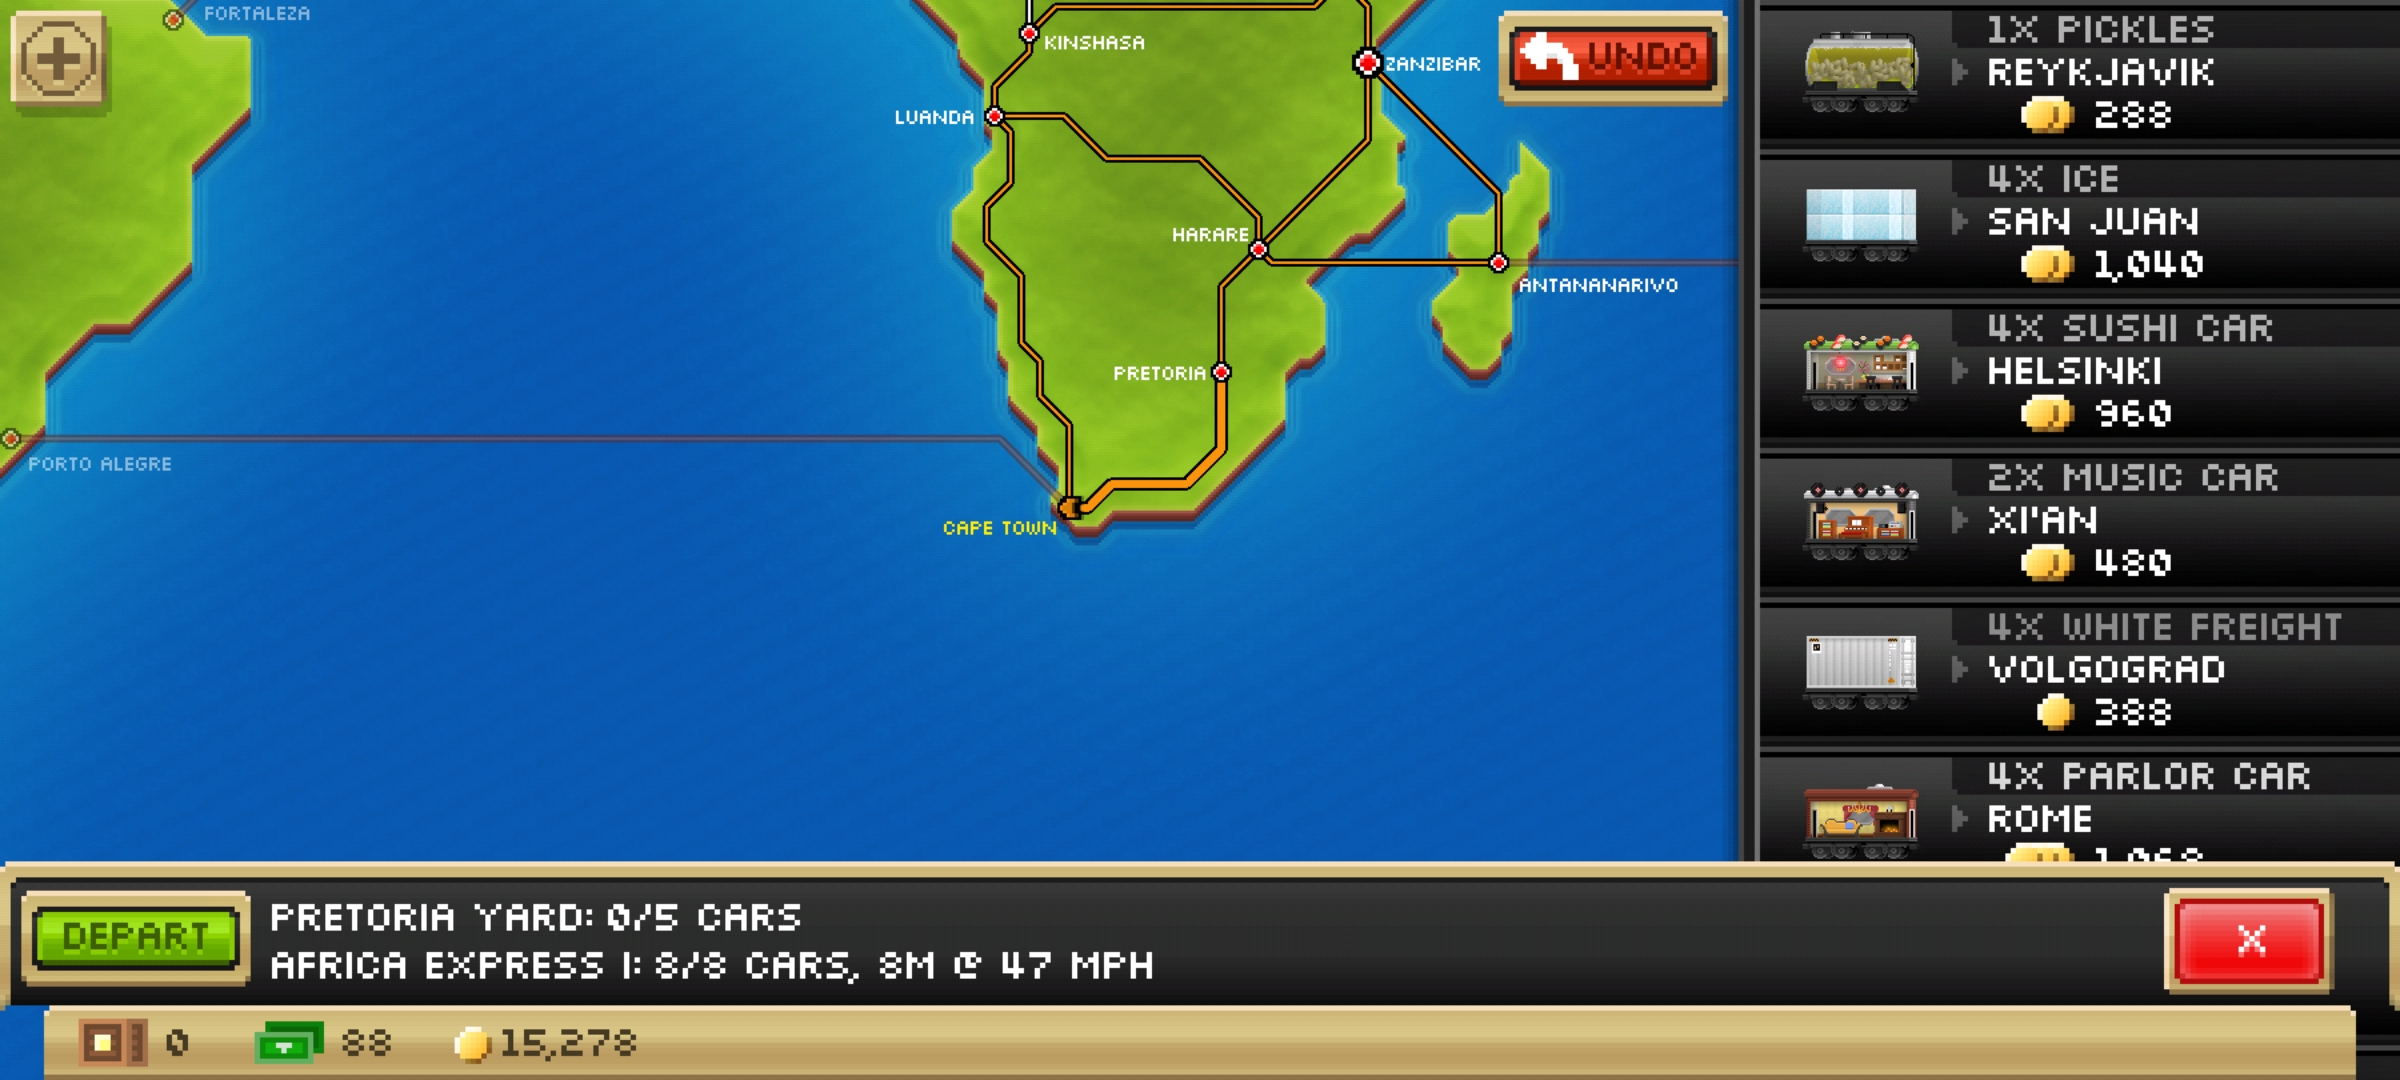 FORTALEZA
KINSHASA
ZANZIBAR
UNDO
LUANDA
HARARE
ANTANANARIVO
PRETORIA
PORTO ALEGRE
CAPE TOWN
1X PICKLES
REYKJAVIK
288
4X ICE
SAN JUAN
1,040
4X SUSHI CAR
HELSINKI
960
2X MUSIC CAR
XI'AN
480
4X WHITE FREIGHT
VOLGOGRAD
388
4X PARLOR CAR
ROME
1,068
DEPART
PRETORIA YARD: 0/5 CARS
AFRICA EXPRESS I: 8/8 CARS, 8M @ 47 MPH
X
0
88
15,278